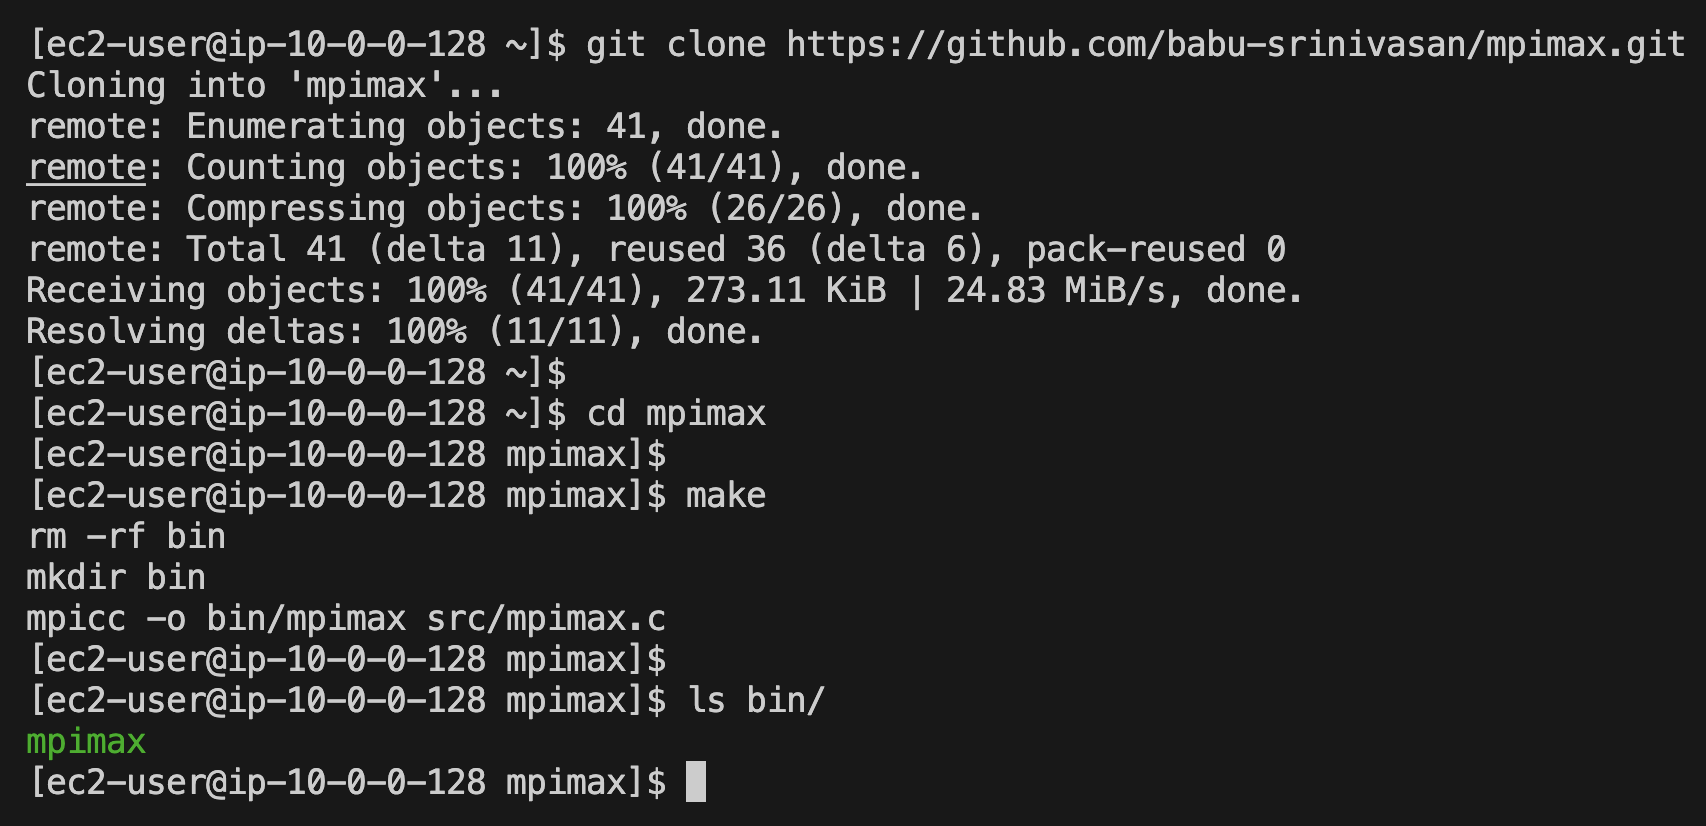 [ec2-user@ip-10-0-0-128 ~]$ git clone https://github.com/babu-srinivasan/mpimax.git
Cloning into 'mpimax'...
remote: Enumerating objects: 41, done.
remote: Counting objects: 100% (41/41), done.
remote: Compressing objects: 100% (26/26), done.
remote: Total 41 (delta 11), reused 36 (delta 6), pack-reused 0
Receiving objects: 100% (41/41), 273.11 KiB | 24.83 MiB/s, done.
Resolving deltas: 100% (11/11), done.
[ec2-user@ip-10-0-0-128 ~]$
[ec2-user@ip-10-0-0-128 ~]$ cd mpimax
[ec2-user@ip-10-0-0-128 mpimax]$
[ec2-user@ip-10-0-0-128 mpimax]$ make
rm -rf bin
mkdir bin
mpicc -o bin/mpimax src/mpimax.c
[ec2-user@ip-10-0-0-128 mpimax]$
[ec2-user@ip-10-0-0-128 mpimax]$ ls bin/
mpimax
[ec2-user@ip-10-0-0-128 mpimax]$